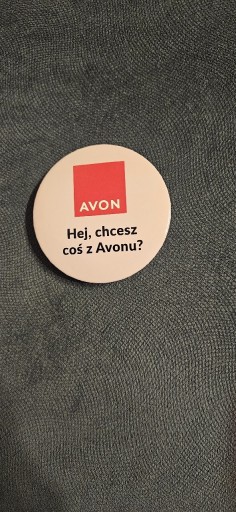 AVON
Hej, chcesz
coś z Avonu?